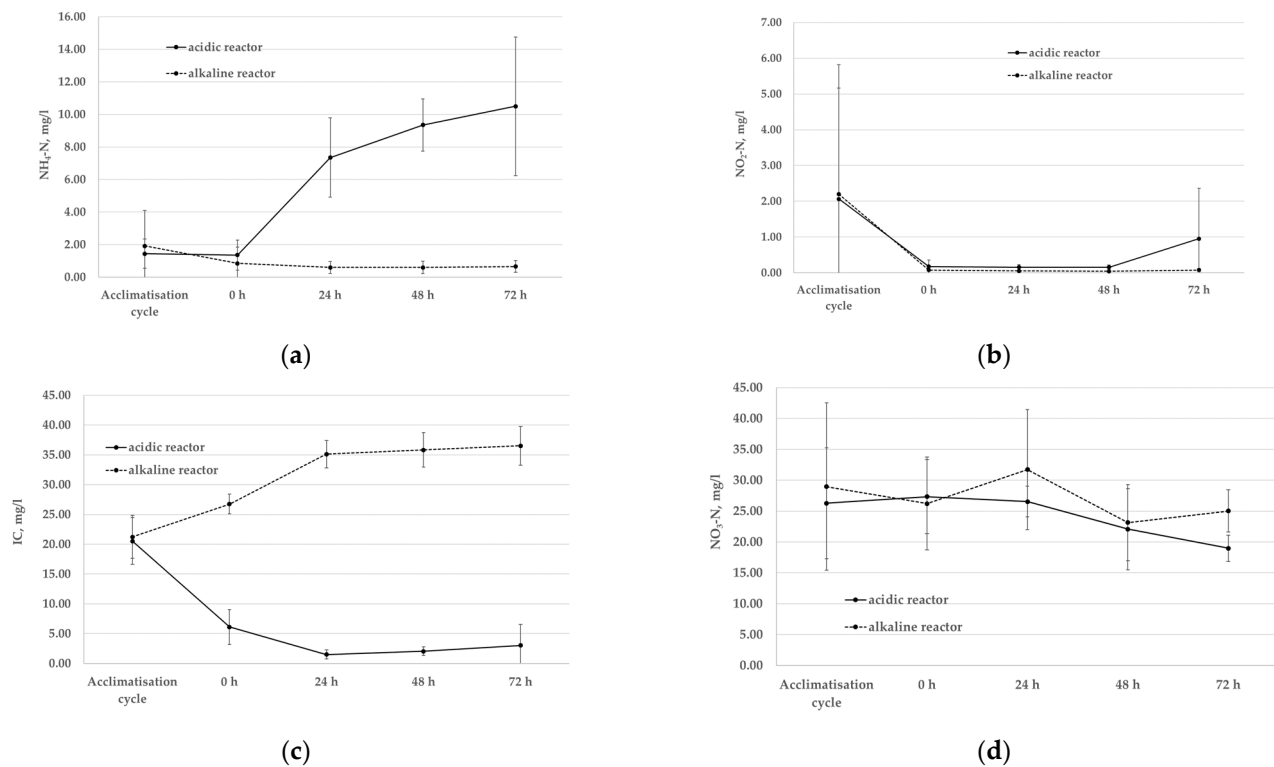 16.00
14.00
12.00
10.00
8.00
6.00
4.00
2.00
0.00
NH₄-N, mg/l
acidic reactor
alkaline reactor
Acclimatisation
cycle
0 h
24 h
48 h
72 h
(a)
7.00
6.00
5.00
4.00
3.00
2.00
1.00
0.00
NO₂-N, mg/l
acidic reactor
alkaline reactor
Acclimatisation
cycle
0 h
24 h
48 h
72 h
(b)
45.00
40.00
35.00
30.00
25.00
20.00
15.00
10.00
5.00
0.00
IC, mg/l
acidic reactor
alkaline reactor
Acclimatisation
cycle
0 h
24 h
48 h
72 h
(c)
45.00
40.00
35.00
30.00
25.00
20.00
15.00
10.00
5.00
0.00
NO₃-N, mg/l
acidic reactor
alkaline reactor
Acclimatisation
cycle
0 h
24 h
48 h
72 h
(d)